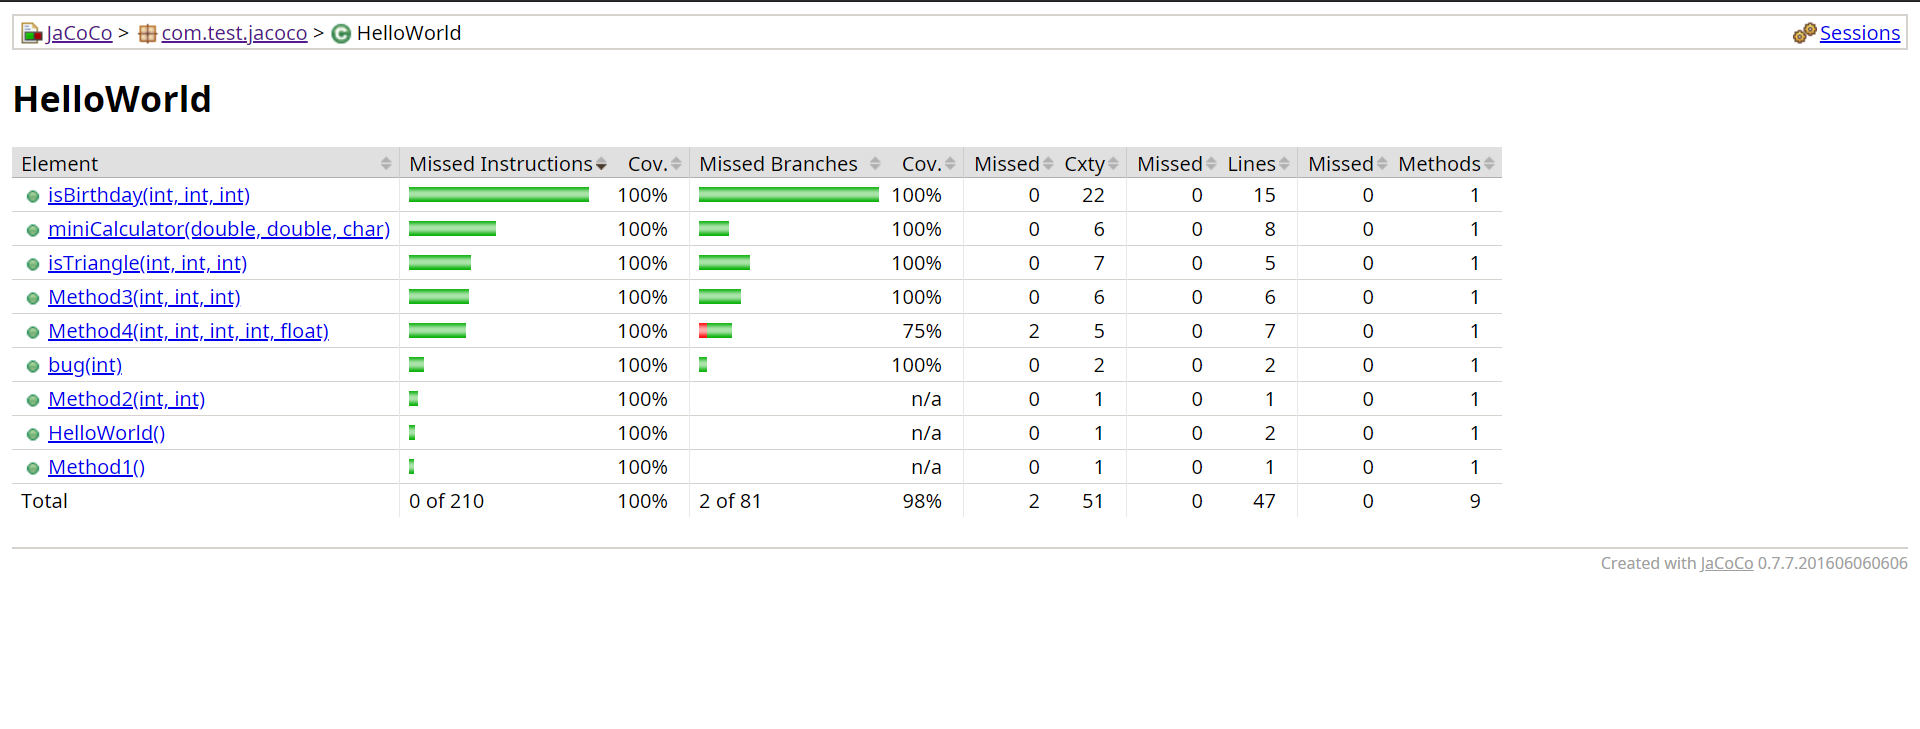 JaCoCo > com.test.jacoco > HelloWorld Sessions
HelloWorld
Element Missed Instructions Cov. Missed Branches Cov. Missed Cxty Missed Lines Missed Methods
isBirthday(int, int, int) 100% 100% 0 22 0 15 0 1
miniCalculator(double, double, char) 100% 100% 0 6 0 8 0 1
isTriangle(int, int, int) 100% 100% 0 7 0 5 0 1
Method3(int, int, int) 100% 100% 0 6 0 6 0 1
Method4(int, int, int, int, float) 100% 75% 2 5 0 7 0 1
bug(int) 100% 100% 0 2 0 2 0 1
Method2(int, int) 100% n/a 0 1 0 1 0 1
HelloWorld() 100% n/a 0 1 0 2 0 1
Method1() 100% n/a 0 1 0 1 0 1
Total 0 of 210 100% 2 of 81 98% 2 51 0 47 0 9
Created with JaCoCo 0.7.7.201606060606